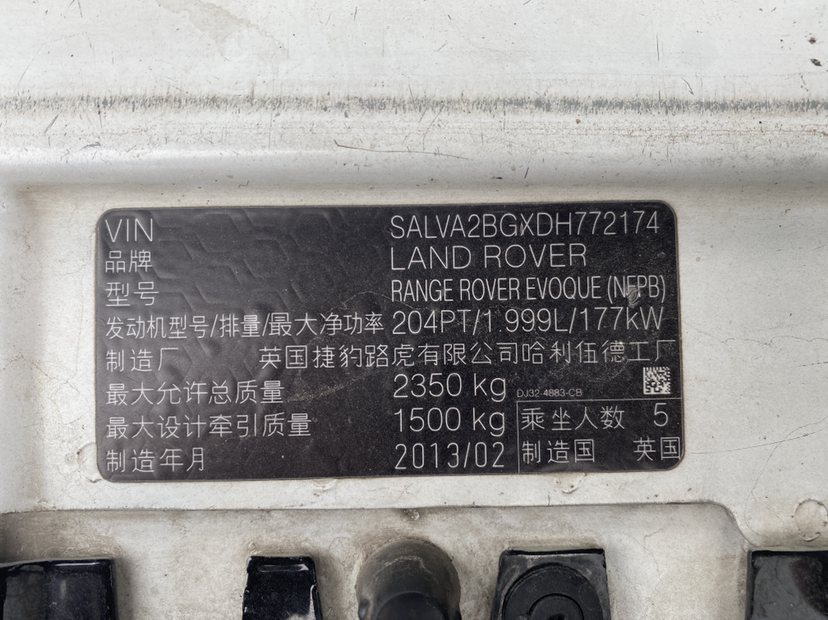 VIN SALVA2BGXDH772174
品牌 LAND ROVER
型号 RANGE ROVER EVOQUE (NFPB)
发动机型号/排量/最大净功率 204PT/1.999L/177kW
制造厂 英国捷豹路虎有限公司哈利伍德工厂
最大允许总质量 2350 kg DJ32-4883-CB
最大设计牵引质量 1500 kg 乘坐人数 5
制造年月 2013/02 制造国 英国